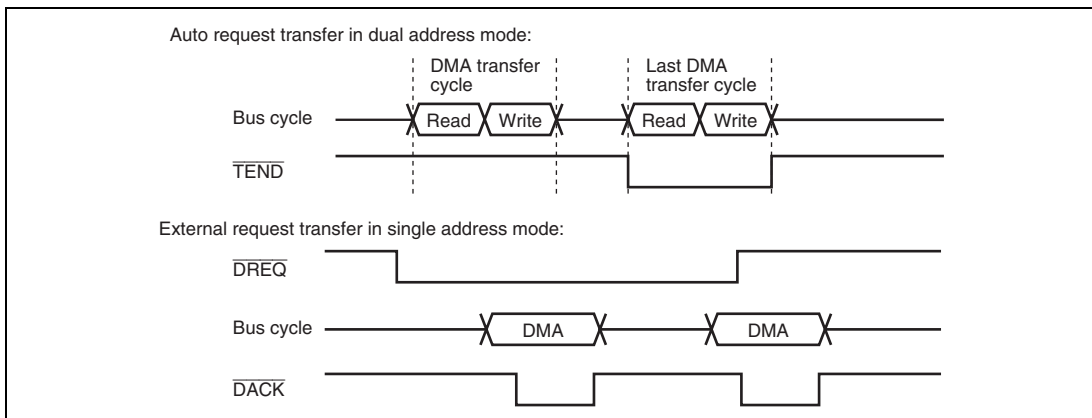 Auto request transfer in dual address mode:
DMA transfer
cycle
Last DMA
transfer cycle
Bus cycle
Read
Write
Read
Write
TEND
External request transfer in single address mode:
DREQ
Bus cycle
DMA
DMA
DACK